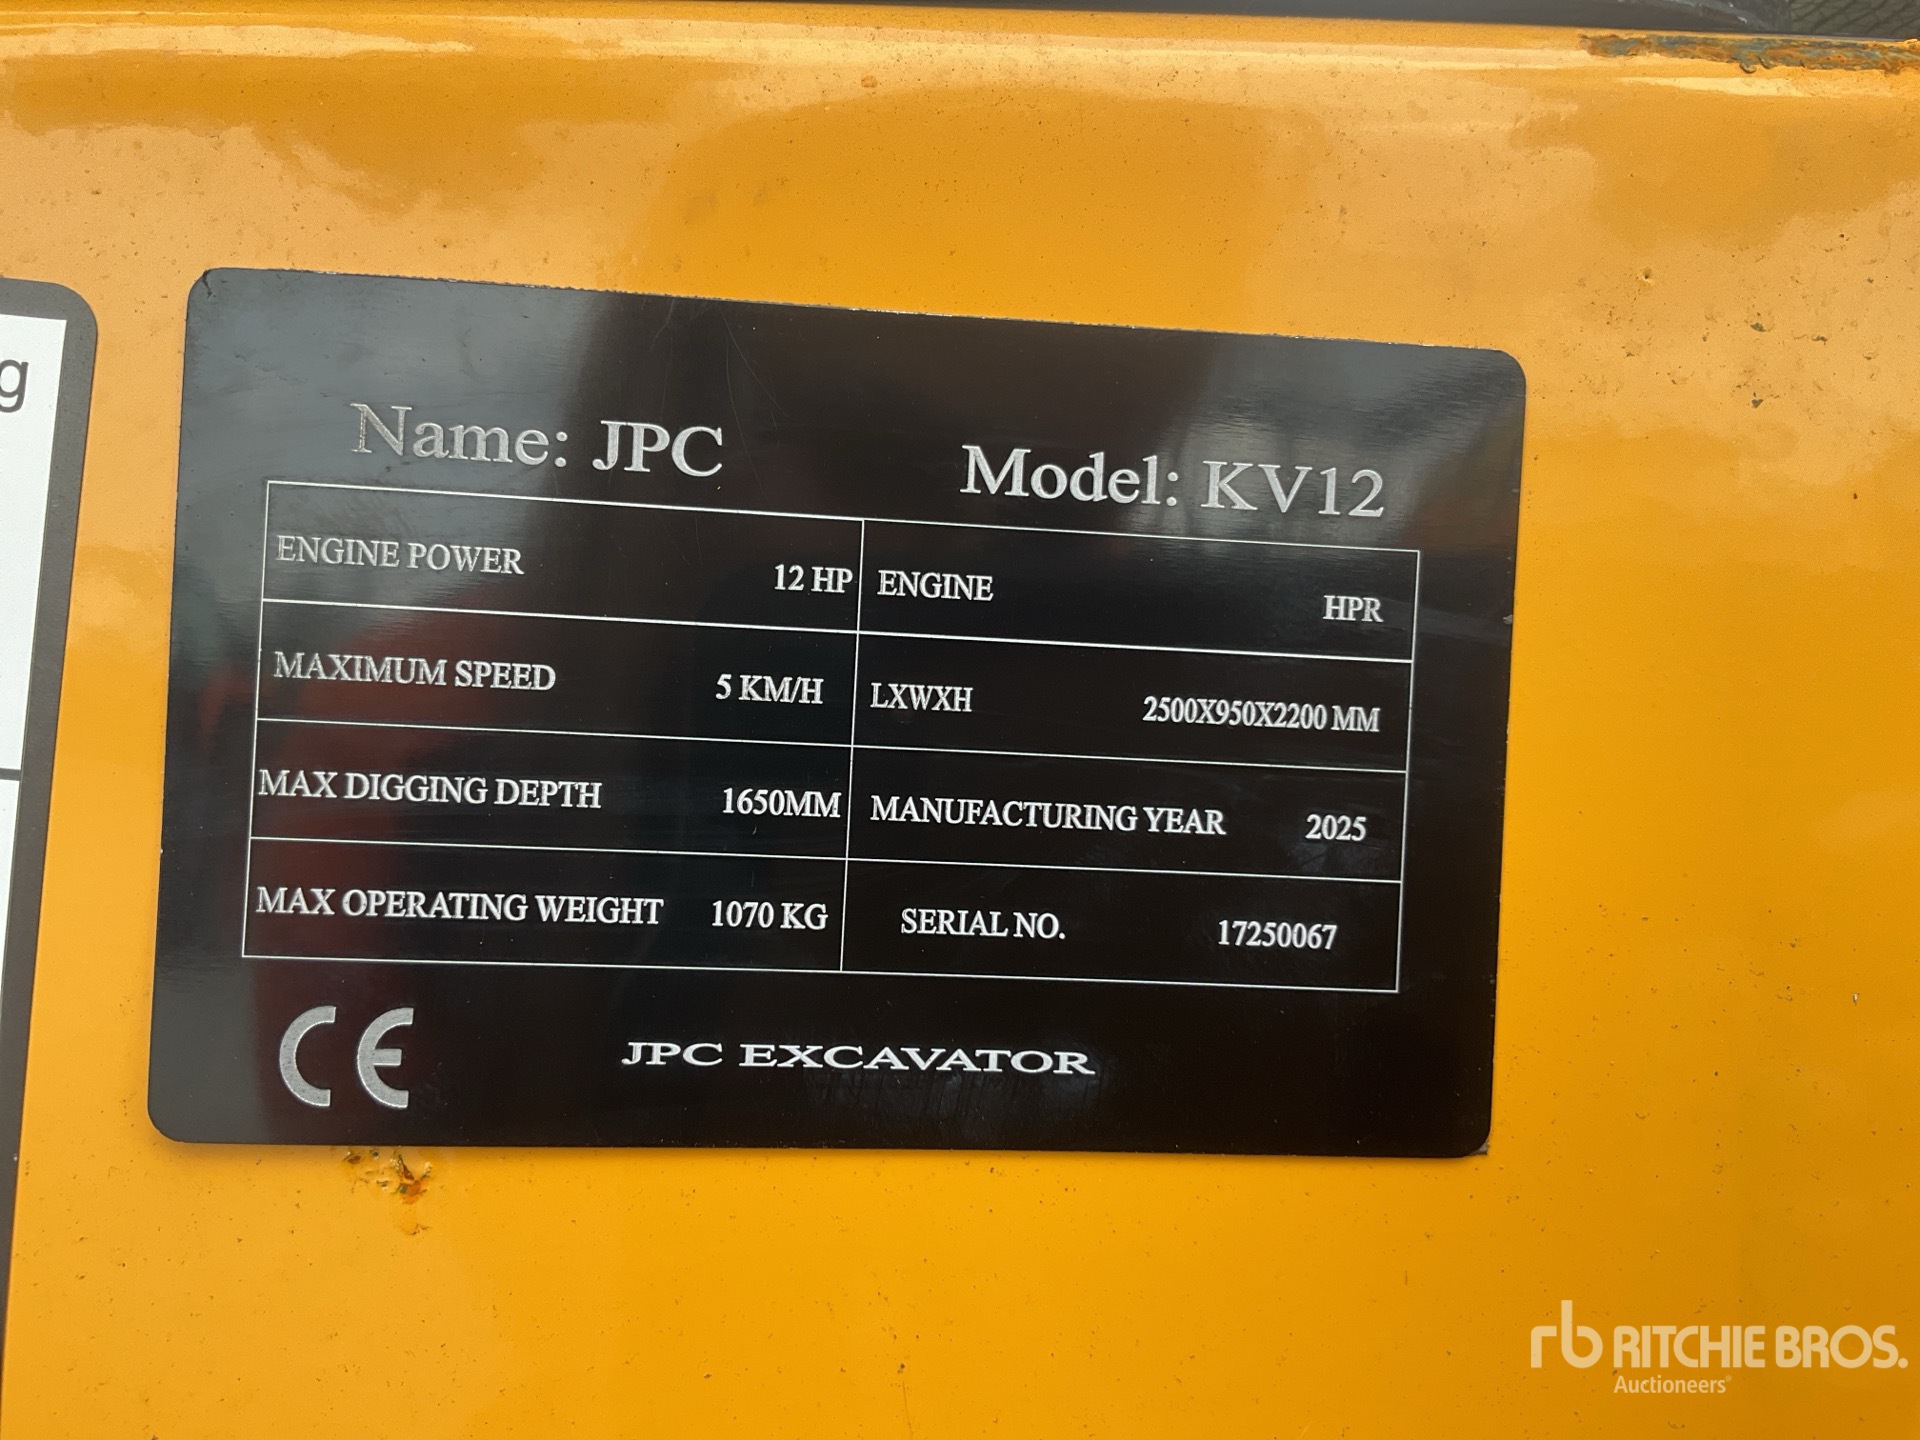 g
Name: JPC Model: KV12
ENGINE POWER 12 HP ENGINE HPR
MAXIMUM SPEED 5 KM/H LXWXH 2500X950X2200 MM
MAX DIGGING DEPTH 1650MM MANUFACTURING YEAR 2025
MAX OPERATING WEIGHT 1070 KG SERIAL NO. 17250067
CE JPC EXCAVATOR
rb RITCHIE BROS.
Auctioneers